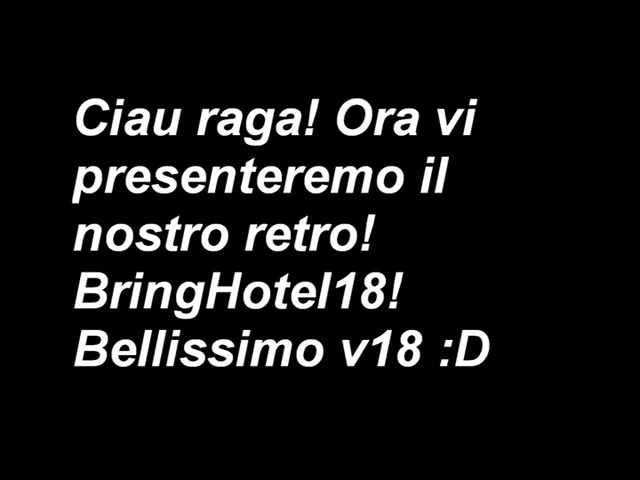 Ciau raga! Ora vi
presenteremo il
nostro retro!
BringHotel18!
Bellissimo v18 :D